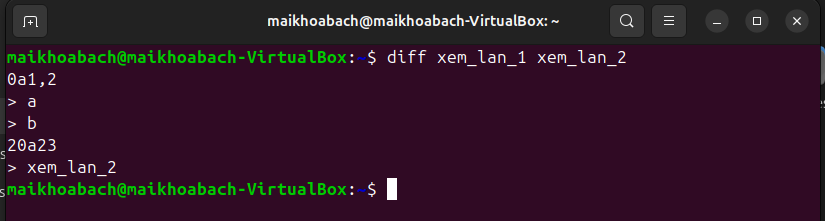 maikhoabach@maikhoabach-VirtualBox: ~
maikhoabach@maikhoabach-VirtualBox:~$ diff xem_lan_1 xem_lan_2
0a1,2
> a
> b
20a23
> xem_lan_2
maikhoabach@maikhoabach-VirtualBox:~$